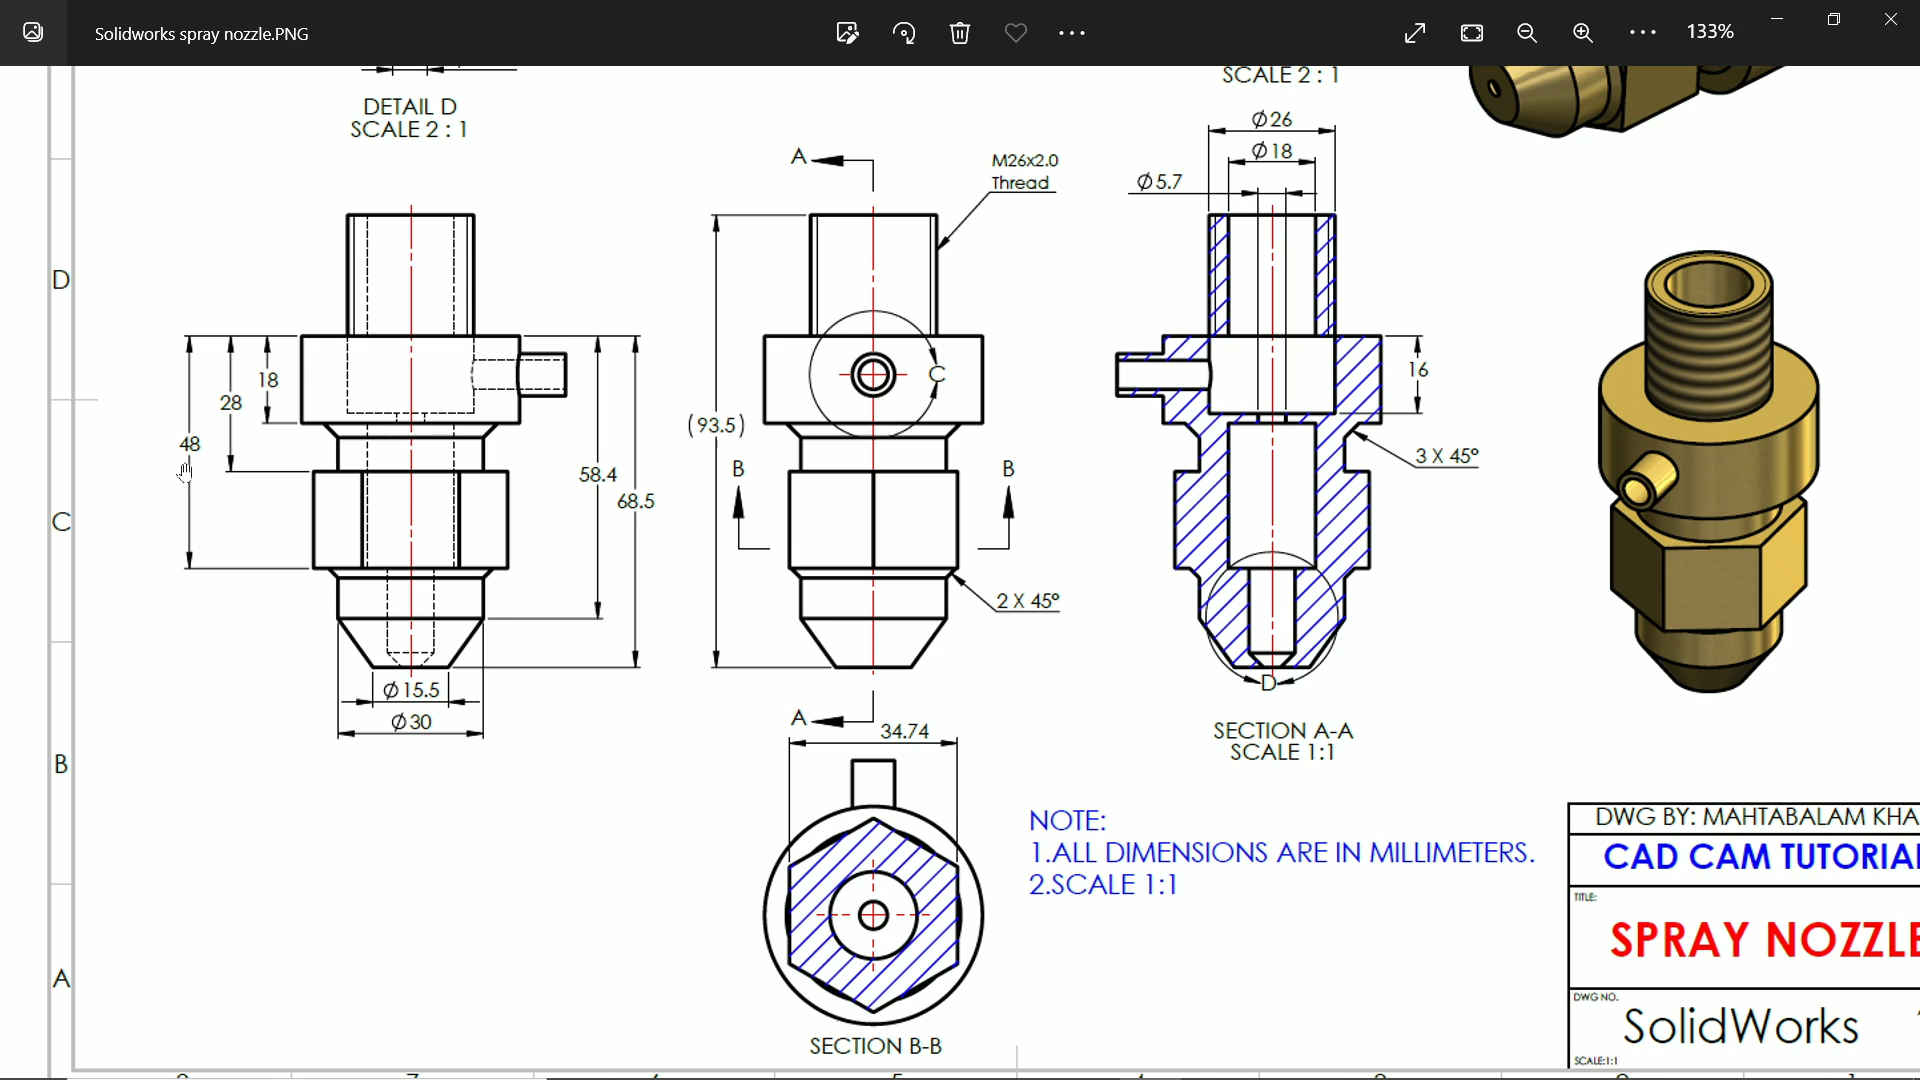 Solidworks spray nozzle.PNG
133%
DETAIL D
SCALE 2 : 1
SCALE 2 : 1
A
M26x2.0
Thread
Ø26
Ø18
Ø5.7
D
18
28
48
58.4
68.5
Ø15.5
Ø30
(93.5)
C
B
B
2 X 45°
A
16
3 X 45°
D
SECTION A-A
SCALE 1:1
C
B
A
34.74
SECTION B-B
NOTE:
1.ALL DIMENSIONS ARE IN MILLIMETERS.
2.SCALE 1:1
DWG BY: MAHTABALAM KHA
CAD CAM TUTORIAL
TITLE:
SPRAY NOZZLE
DWG NO.
SolidWorks
SCALE:1:1